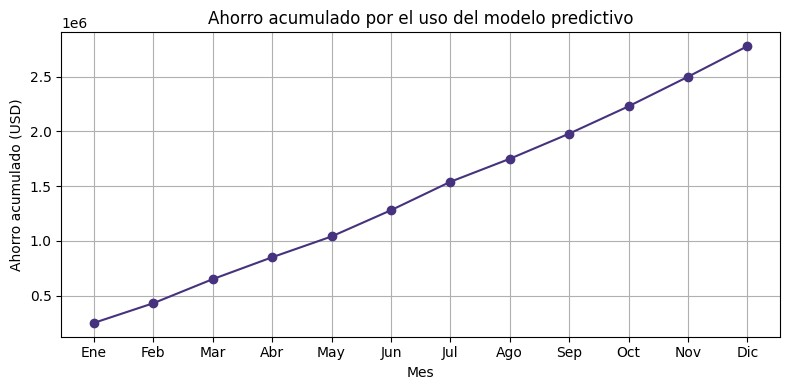 Ahorro acumulado por el uso del modelo predictivo
1e6
2.5
2.0
1.5
1.0
0.5
Ahorro acumulado (USD)
Ene Feb Mar Abr May Jun Jul Ago Sep Oct Nov Dic
Mes